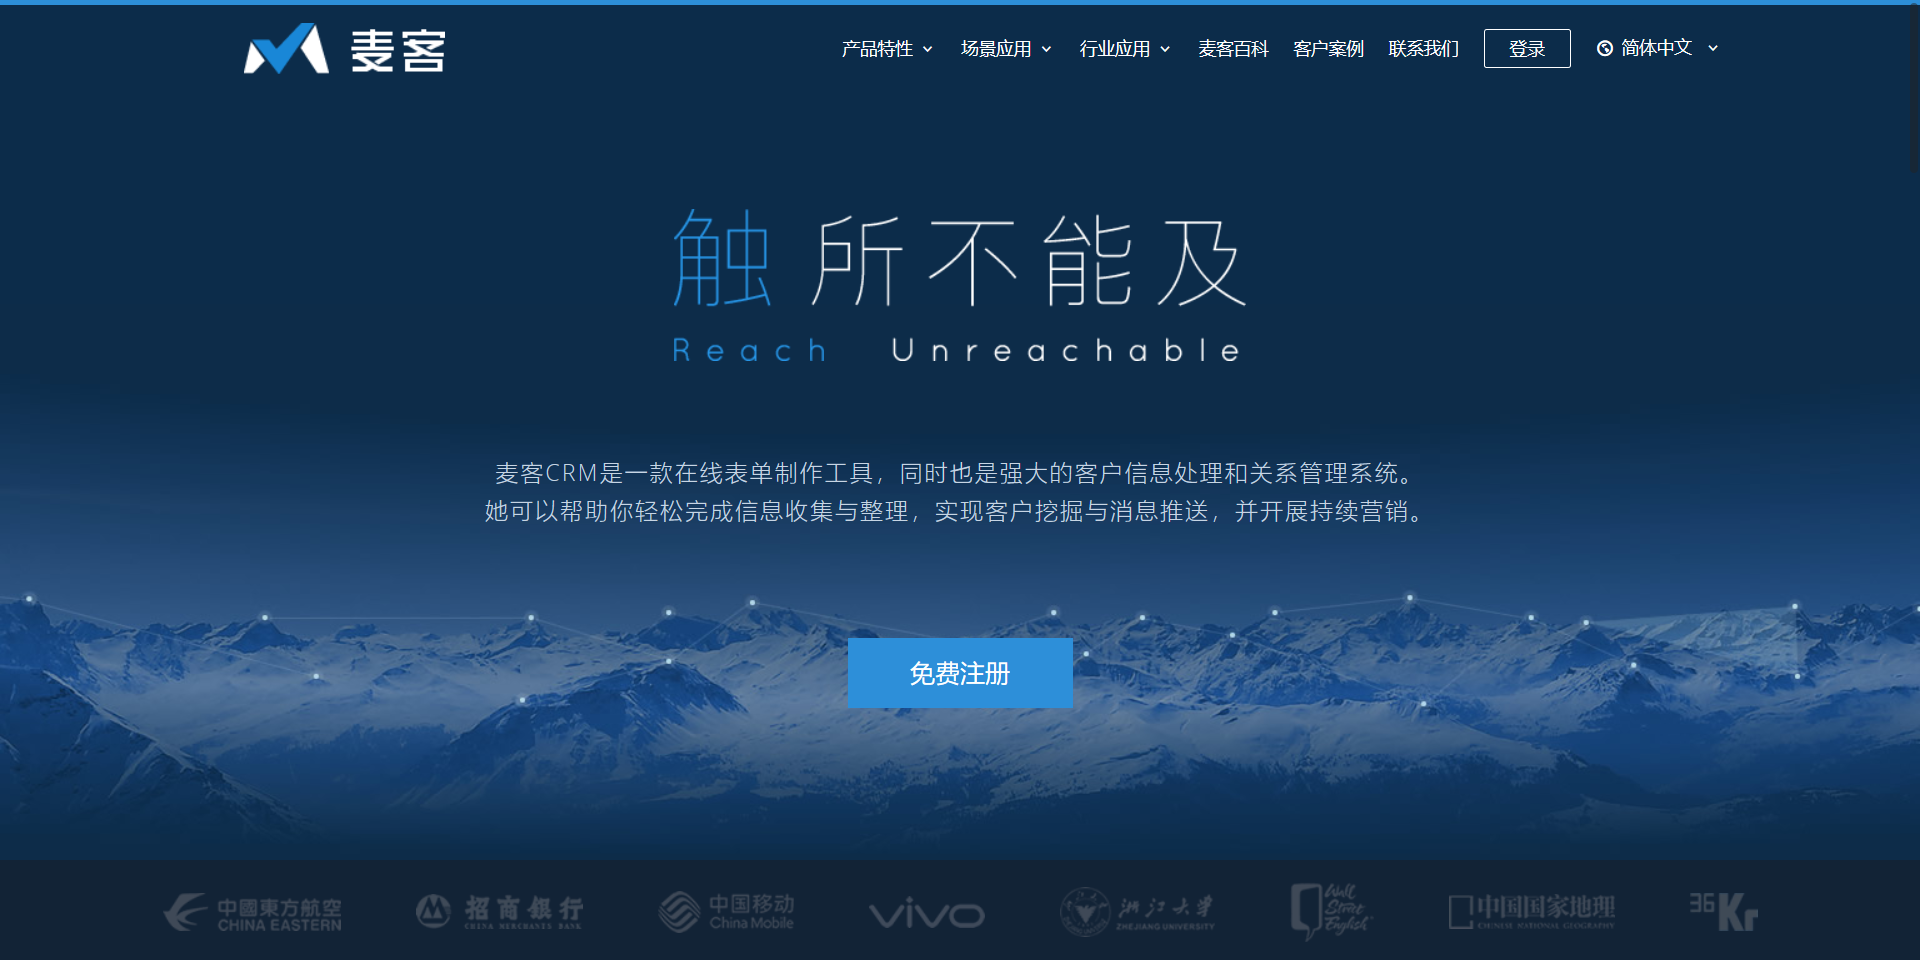 麦客
产品特性 场景应用 行业应用 麦客百科 客户案例 联系我们 登录 简体中文
触 所不能及
Reach Unreachable
麦客CRM是一款在线表单制作工具，同时也是强大的客户信息处理和关系管理系统。
她可以帮助你轻松完成信息收集与整理，实现客户挖掘与消息推送，并开展持续营销。
免费注册
中國東方航空
CHINA EASTERN
招商银行
CHINA MERCHANTS BANK
中国移动
China Mobile
vivo
浙江大学
ZHEJIANG UNIVERSITY
Wall
Street
English
中国国家地理
CHINESE NATIONAL GEOGRAPHY
36Kr